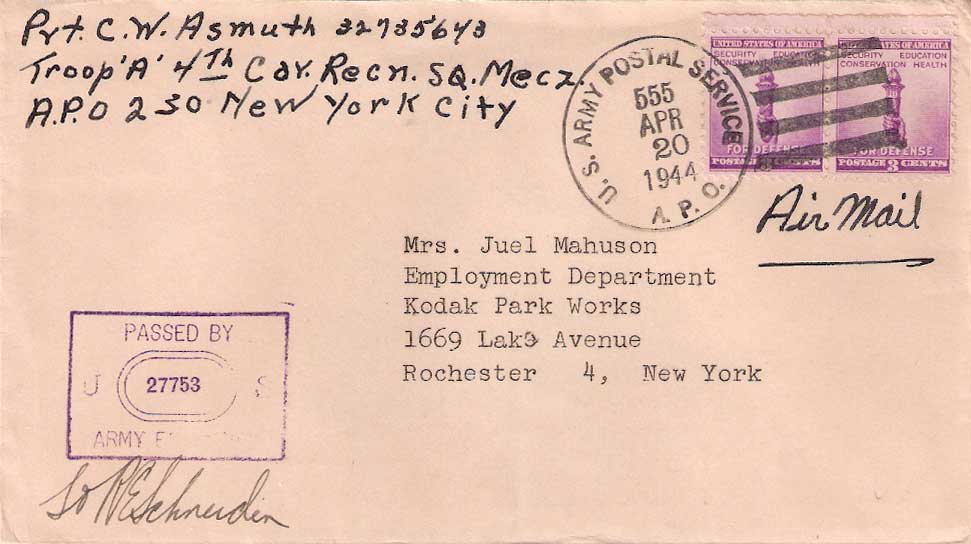 Pvt. C.W. Asmuth 32735643
Troop 'A' 4Th Cav. Recn. SQ. Mecz.
A.P.O 230 New York City
U.S. ARMY POSTAL SERVICE
555
APR
20
1944
A. P. O.
UNITED STATES OF AMERICA
SECURITY EDUCATION
CONSERVATION HEALTH
FOR DEFENSE
POSTAGE 3 CENTS
UNITED STATES OF AMERICA
SECURITY EDUCATION
CONSERVATION HEALTH
FOR DEFENSE
POSTAGE 3 CENTS
Air Mail
Mrs. Juel Mahuson
Employment Department
Kodak Park Works
1669 Lake Avenue
Rochester 4, New York
PASSED BY
U 27753 S
ARMY
Schneider